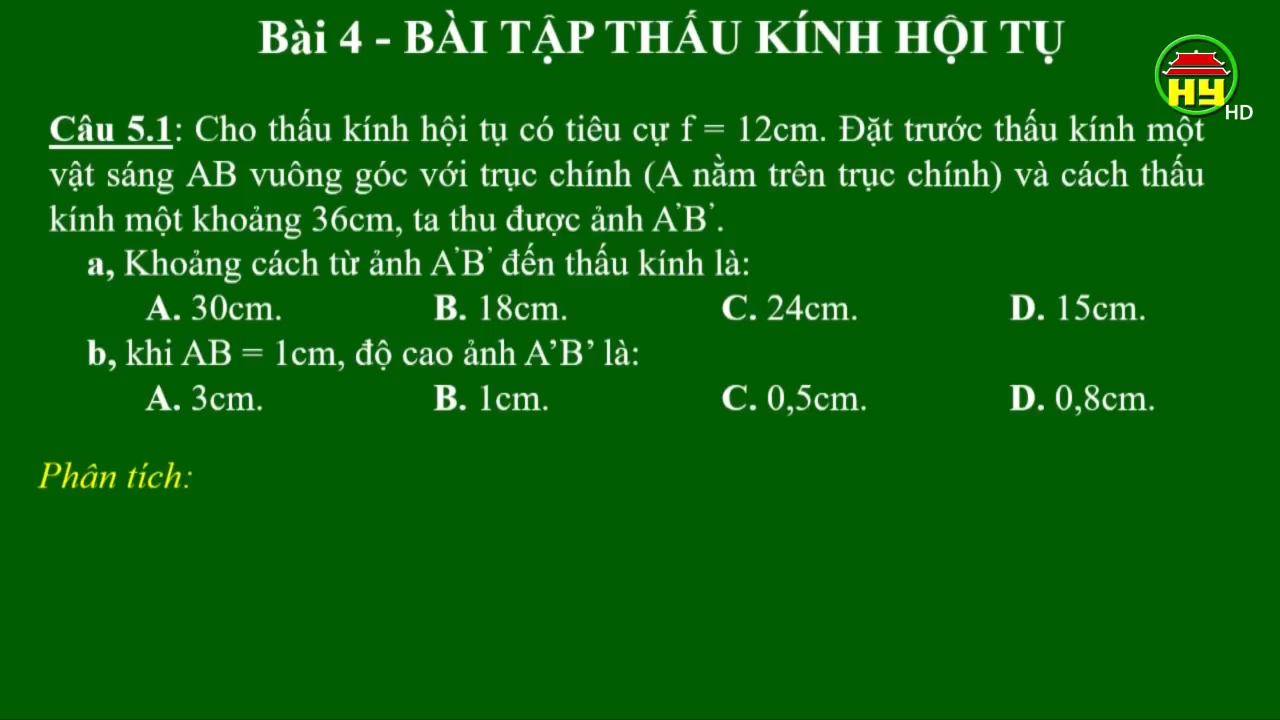 Bài 4 - BÀI TẬP THẤU KÍNH HỘI TỤ
HY HD
Câu 5.1: Cho thấu kính hội tụ có tiêu cự f = 12cm. Đặt trước thấu kính một
vật sáng AB vuông góc với trục chính (A nằm trên trục chính) và cách thấu
kính một khoảng 36cm, ta thu được ảnh A’B’.
a, Khoảng cách từ ảnh A’B’ đến thấu kính là:
A. 30cm. B. 18cm. C. 24cm. D. 15cm.
b, khi AB = 1cm, độ cao ảnh A’B’ là:
A. 3cm. B. 1cm. C. 0,5cm. D. 0,8cm.
Phân tích: